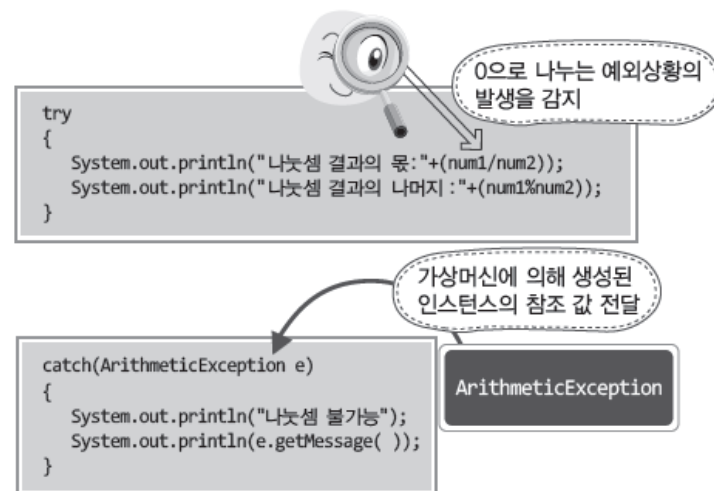 0으로 나누는 예외상황의
발생을 감지
try
{
System.out.println("나눗셈 결과의 몫:"+(num1/num2));
System.out.println("나눗셈 결과의 나머지 :"+(num1%num2));
}
가상머신에 의해 생성된
인스턴스의 참조 값 전달
catch(ArithmeticException e)
{
System.out.println("나눗셈 불가능");
System.out.println(e.getMessage( ));
}
ArithmeticException